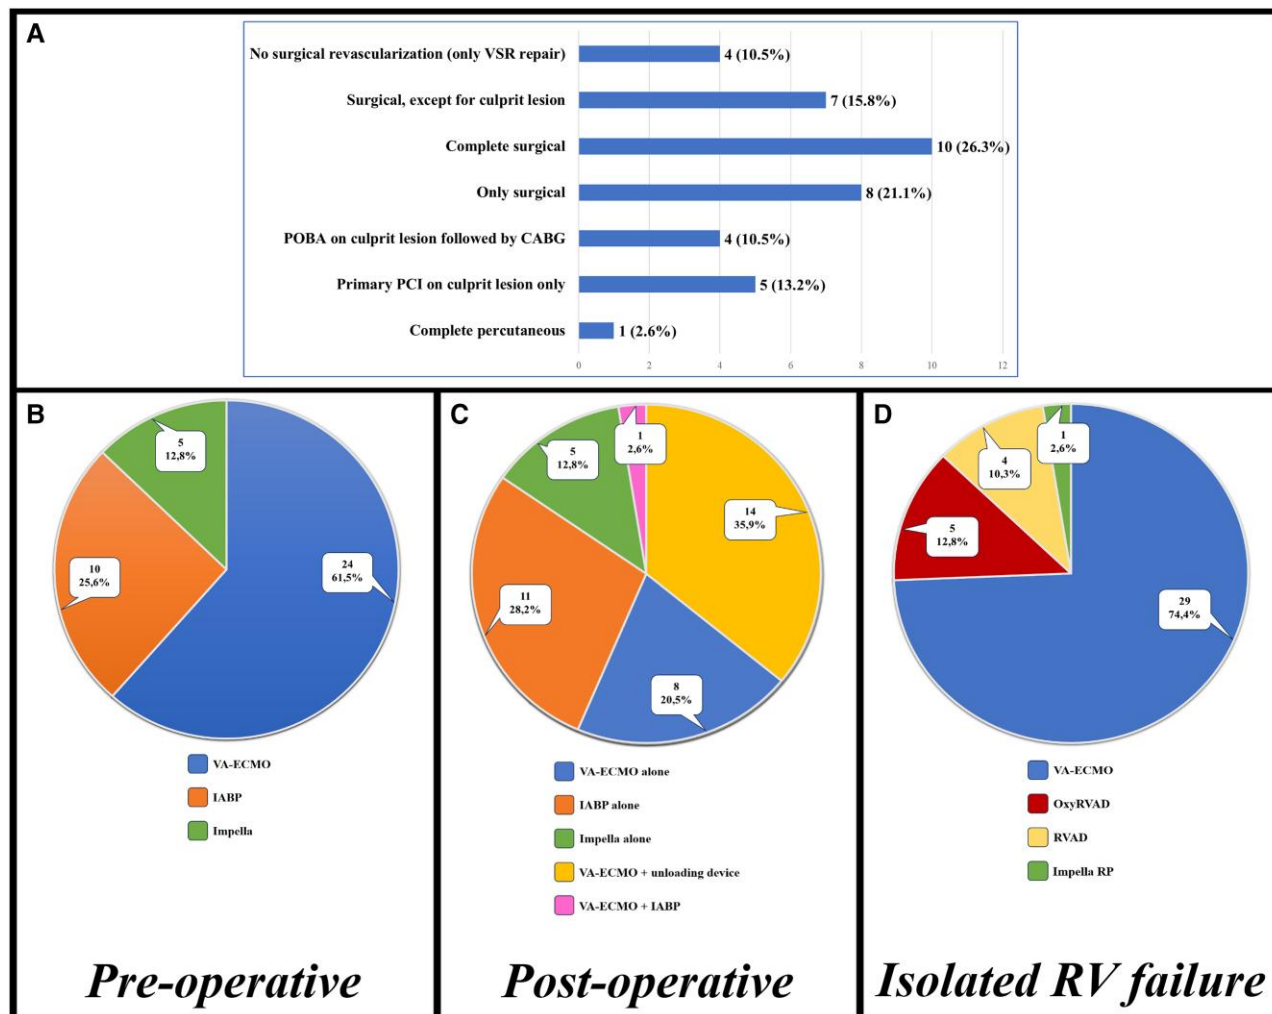 A
No surgical revascularization (only VSR repair)
4 (10.5%)
Surgical, except for culprit lesion
7 (15.8%)
Complete surgical
10 (26.3%)
Only surgical
8 (21.1%)
POBA on culprit lesion followed by CABG
4 (10.5%)
Primary PCI on culprit lesion only
5 (13.2%)
Complete percutaneous
1 (2.6%)
0 2 4 6 8 10 12
B
5
12,8%
10
25,6%
24
61,5%
VA-ECMO
IABP
Impella
Pre-operative
C
1
2,6%
5
12,8%
14
35,9%
11
28,2%
8
20,5%
VA-ECMO alone
IABP alone
Impella alone
VA-ECMO + unloading device
VA-ECMO + IABP
Post-operative
D
1
2,6%
4
10,3%
5
12,8%
29
74,4%
VA-ECMO
OxyRVAD
RVAD
Impella RP
Isolated RV failure